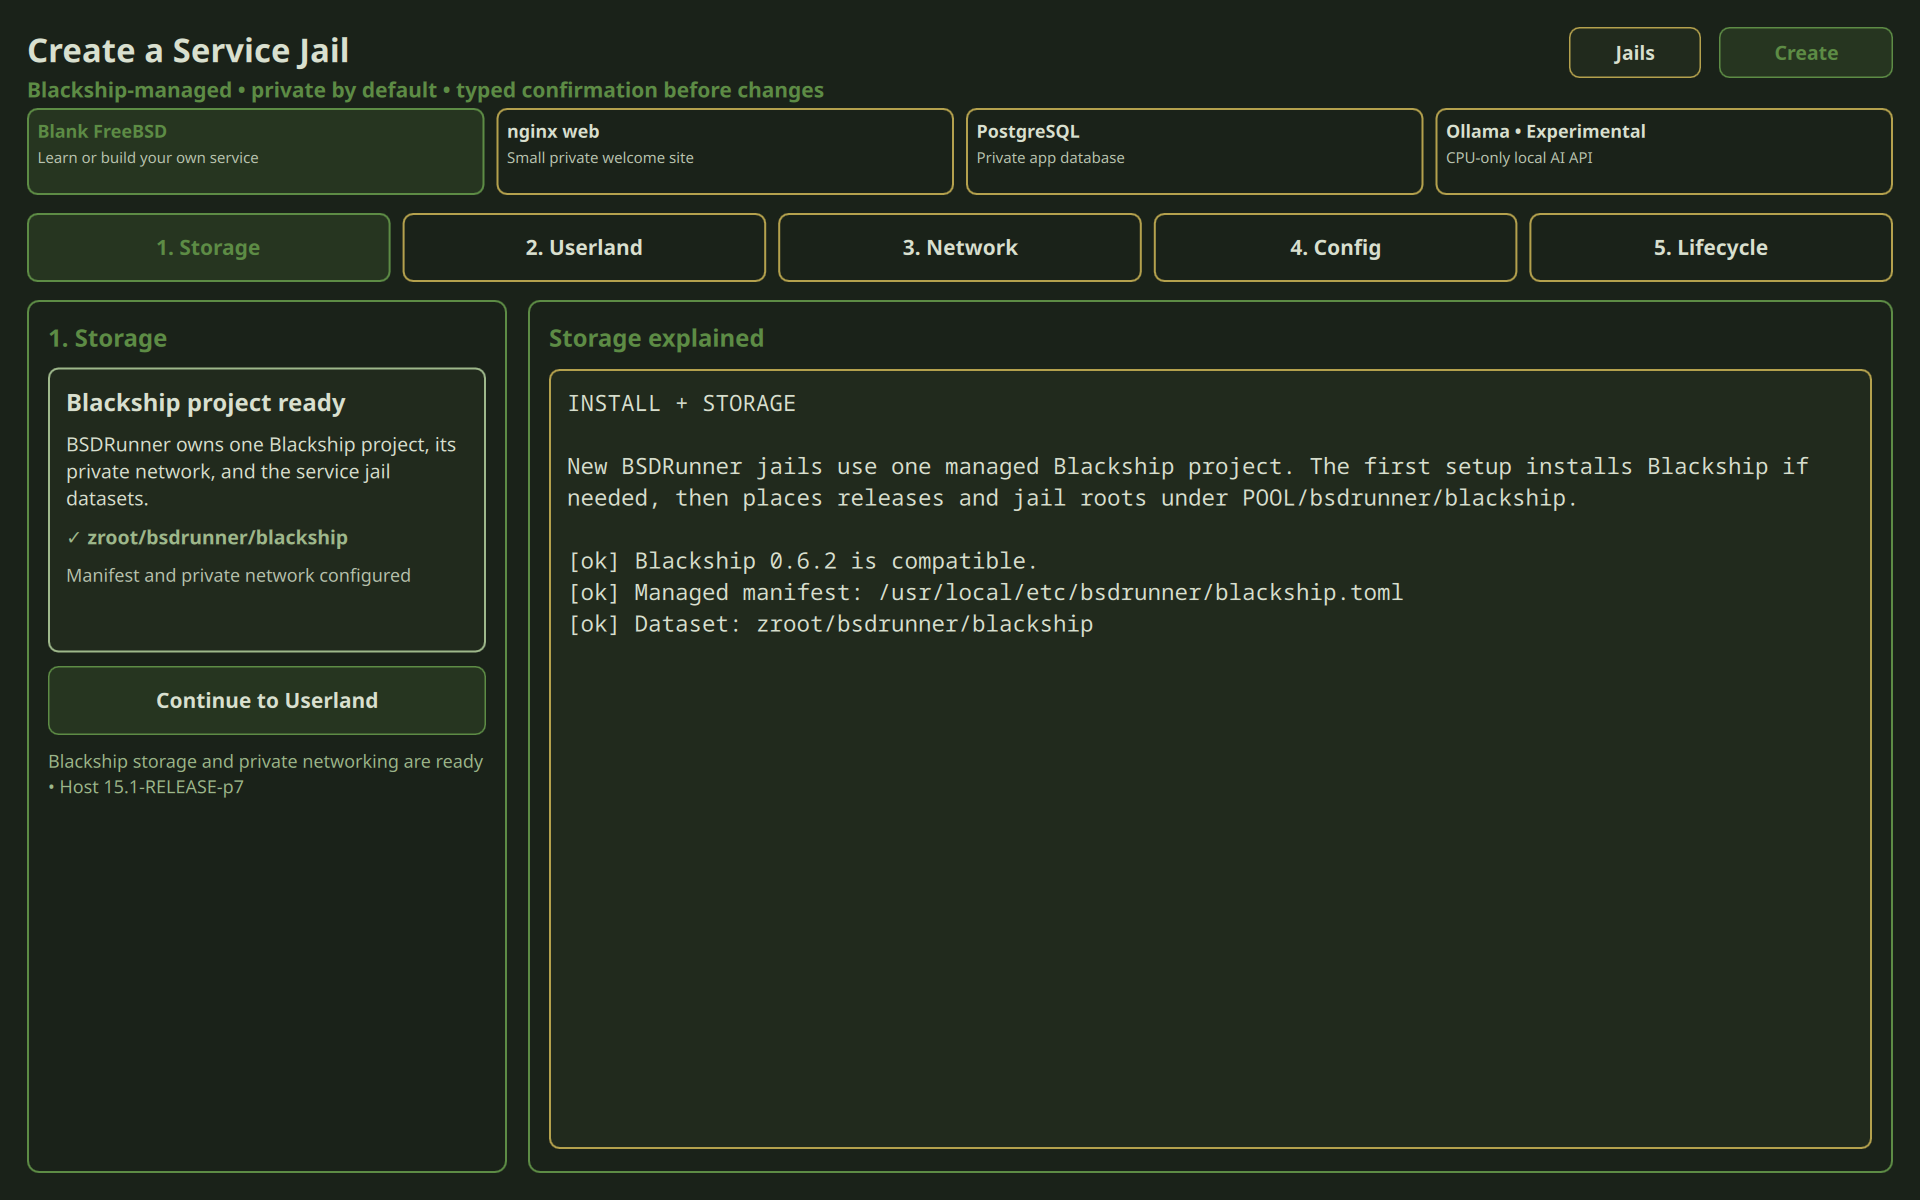 Create a Service Jail
Jails
Create
Blackship-managed • private by default • typed confirmation before changes
Blank FreeBSD
Learn or build your own service
nginx web
Small private welcome site
PostgreSQL
Private app database
Ollama • Experimental
CPU-only local AI API
1. Storage
2. Userland
3. Network
4. Config
5. Lifecycle
1. Storage
Blackship project ready
BSDRunner owns one Blackship project, its
private network, and the service jail
datasets.
✓ zroot/bsdrunner/blackship
Manifest and private network configured
Continue to Userland
Blackship storage and private networking are ready
• Host 15.1-RELEASE-p7
Storage explained
INSTALL + STORAGE
New BSDRunner jails use one managed Blackship project. The first setup installs Blackship if
needed, then places releases and jail roots under POOL/bsdrunner/blackship.
[ok] Blackship 0.6.2 is compatible.
[ok] Managed manifest: /usr/local/etc/bsdrunner/blackship.toml
[ok] Dataset: zroot/bsdrunner/blackship